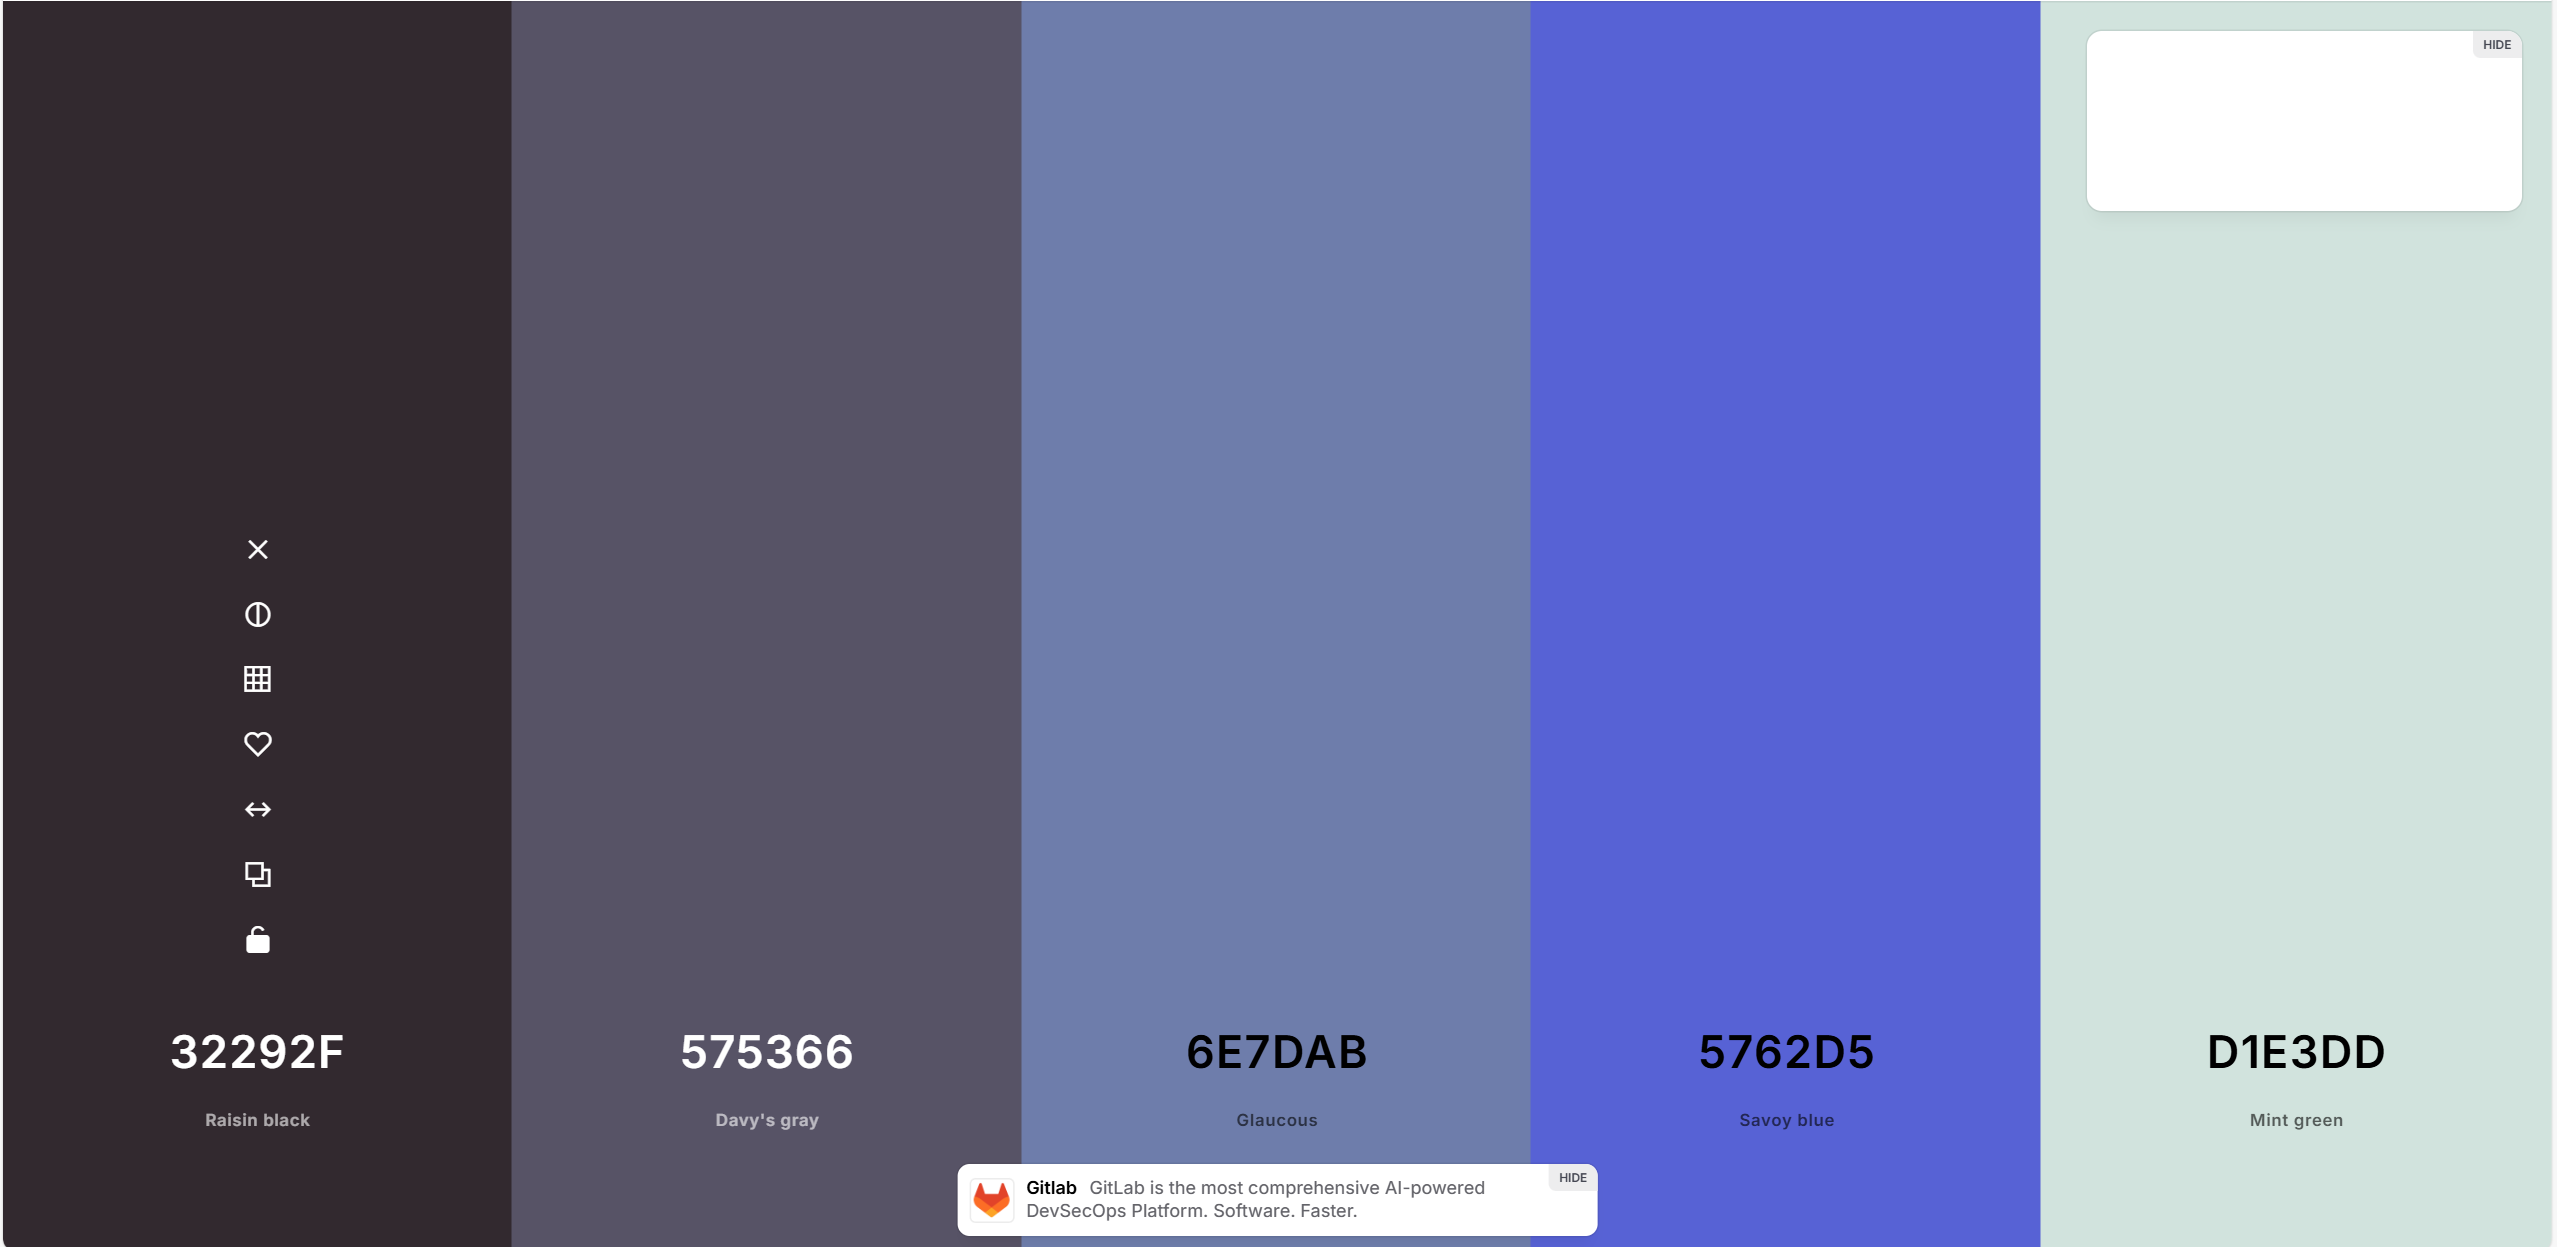 HIDE
32292F
575366
6E7DAB
5762D5
D1E3DD
Raisin black
Davy's gray
Glaucous
Savoy blue
Mint green
HIDE
Gitlab GitLab is the most comprehensive AI-powered
DevSecOps Platform. Software. Faster.